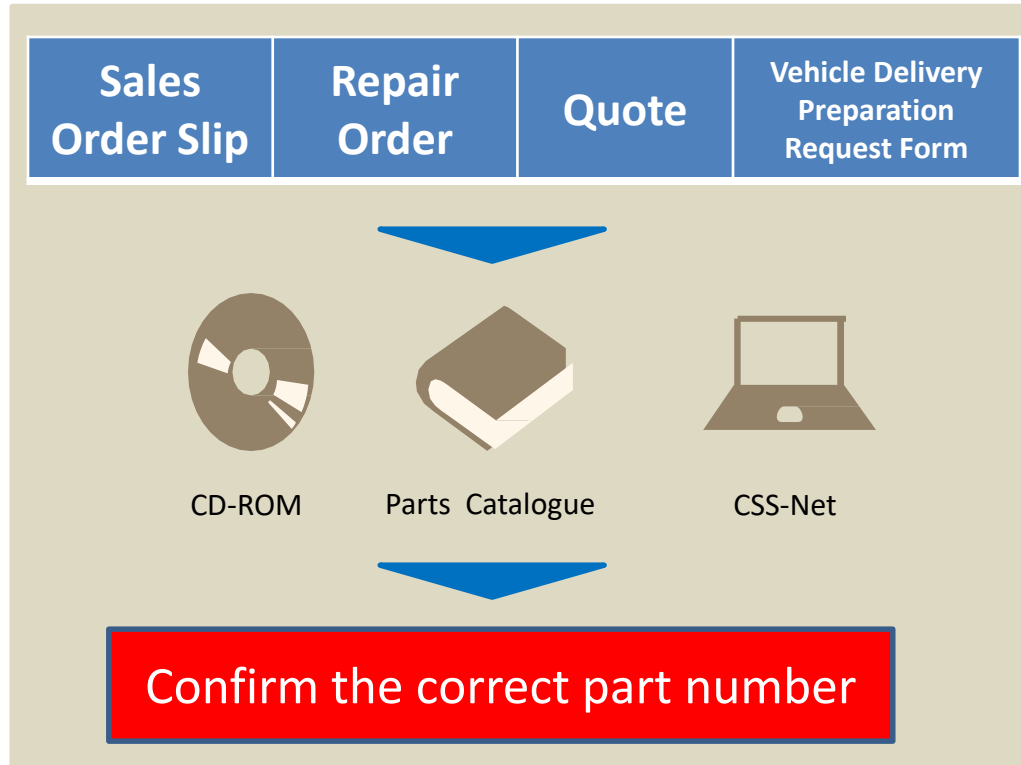 Sales
Order Slip
Repair
Order
Quote
Vehicle Delivery
Preparation
Request Form
CD-ROM
Parts Catalogue
CSS-Net
Confirm the correct part number